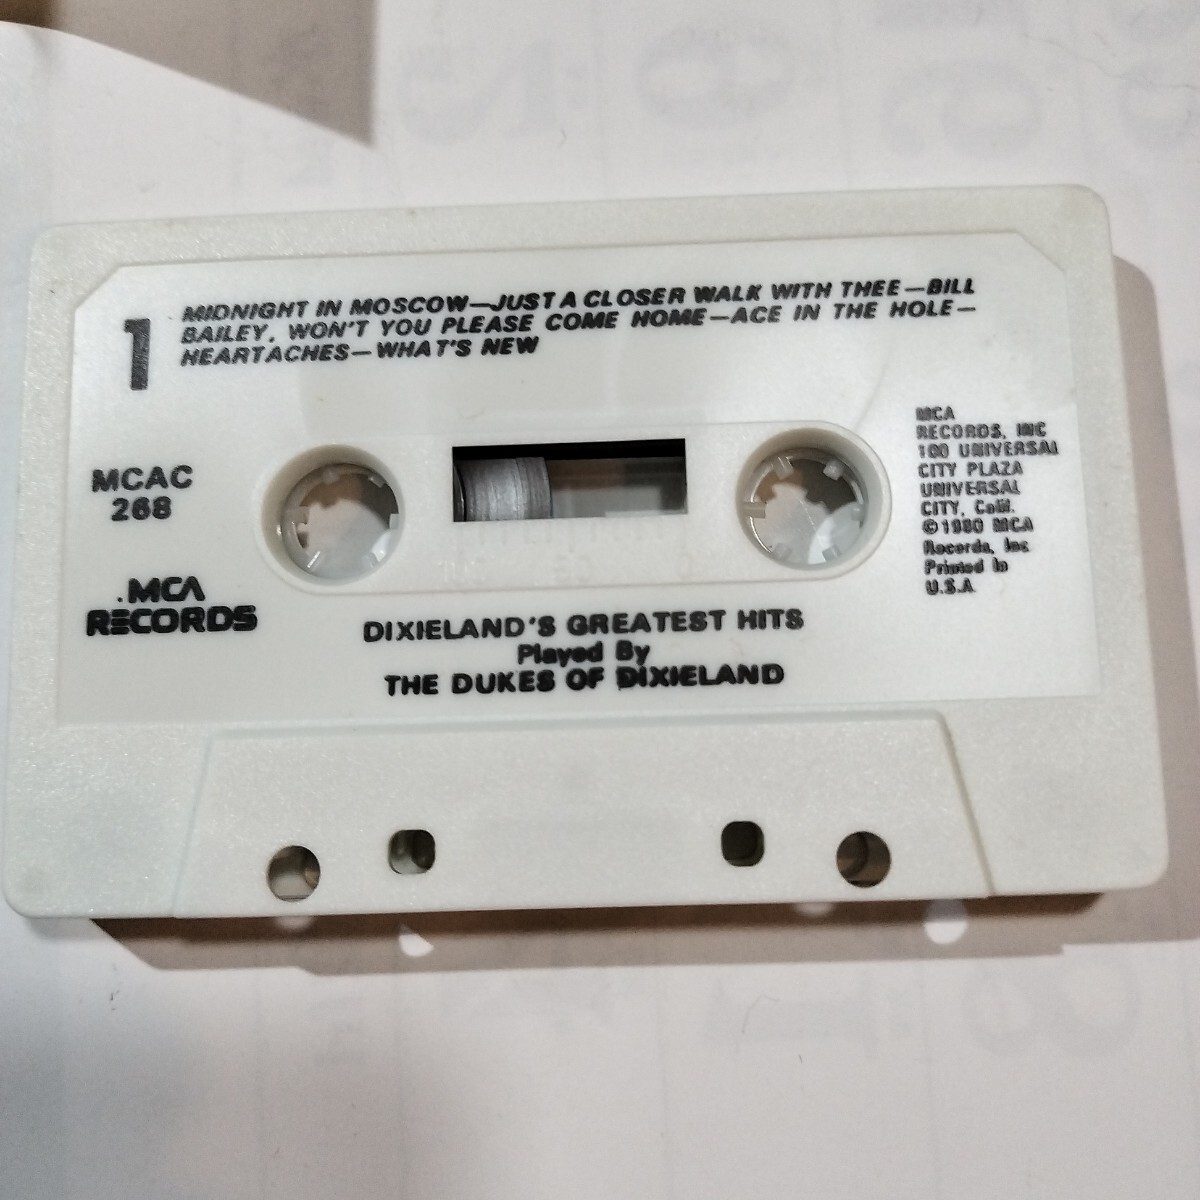 1
MIDNIGHT IN MOSCOW—JUST A CLOSER WALK WITH THEE—BILL
BAILEY, WON'T YOU PLEASE COME HOME—ACE IN THE HOLE—
HEARTACHES—WHAT'S NEW
MCAC
268
MCA
RECORDS
MCA
RECORDS, INC
100 UNIVERSAL
CITY PLAZA
UNIVERSAL
CITY, Calif.
©1980 MCA
Records, Inc
Printed In
U.S.A.
DIXIELAND'S GREATEST HITS
Played By
THE DUKES OF DIXIELAND